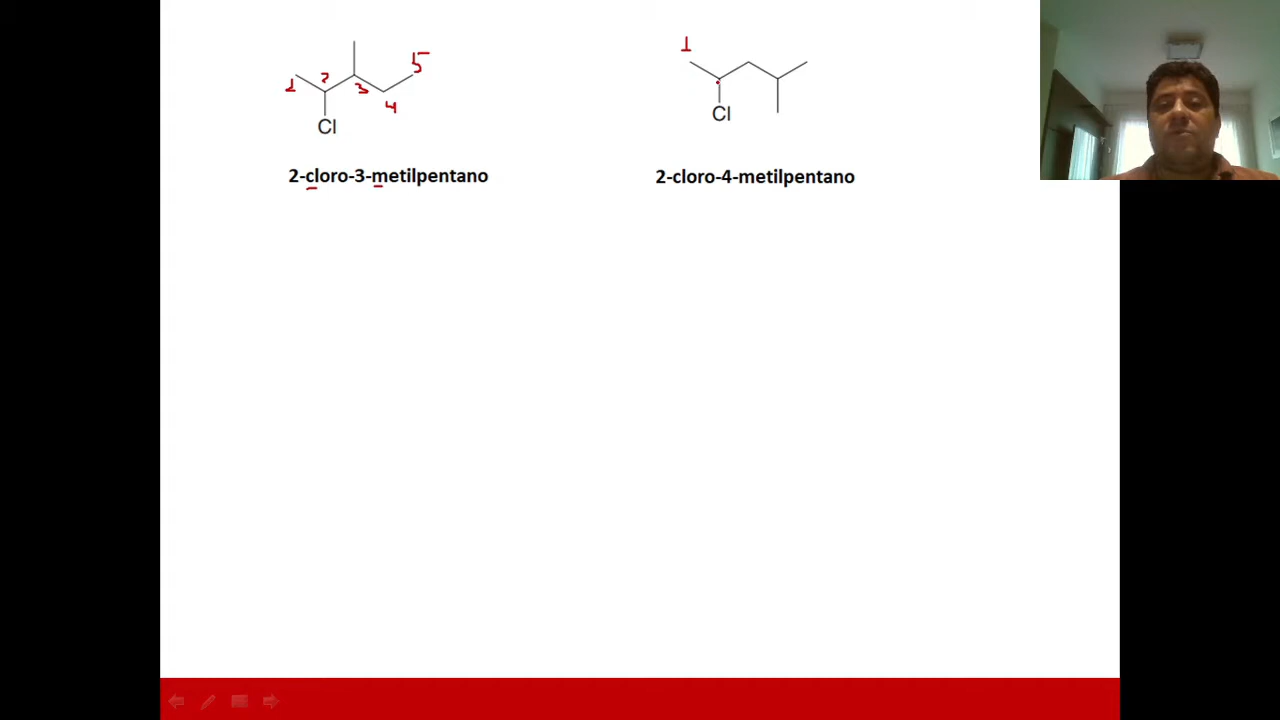 1 2 3 4 5
Cl
2-cloro-3-metilpentano
1
Cl
2-cloro-4-metilpentano